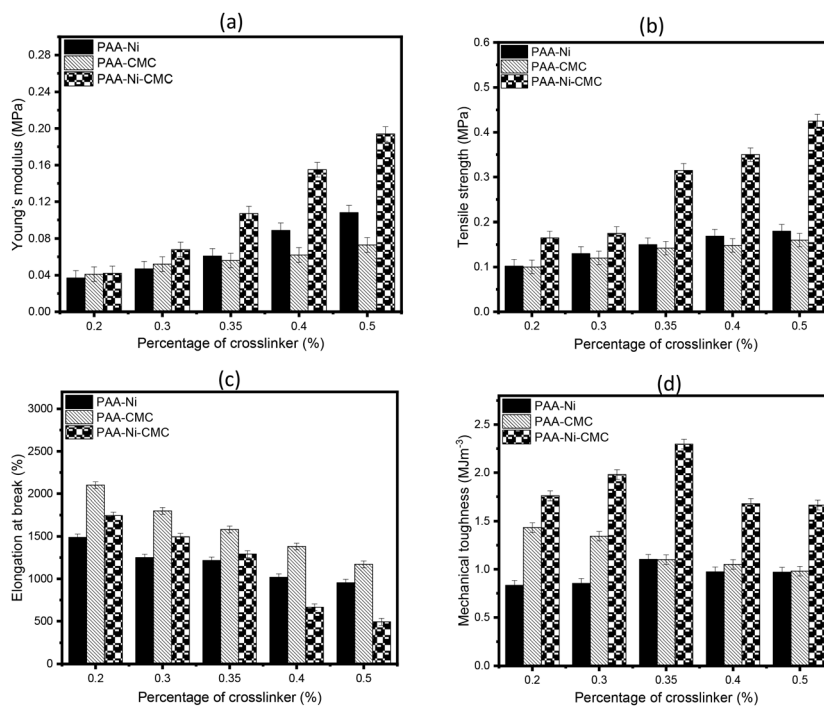 (a)
PAA-Ni
PAA-CMC
PAA-Ni-CMC
Young's modulus (MPa)
0.28
0.24
0.20
0.16
0.12
0.08
0.04
0.00
0.2 0.3 0.35 0.4 0.5
Percentage of crosslinker (%)
(b)
PAA-Ni
PAA-CMC
PAA-Ni-CMC
Tensile strength (MPa)
0.6
0.5
0.4
0.3
0.2
0.1
0.0
0.2 0.3 0.35 0.4 0.5
Percentage of crosslinker (%)
(c)
PAA-Ni
PAA-CMC
PAA-Ni-CMC
Elongation at break (%)
3000
2500
2000
1500
1000
500
0
0.2 0.3 0.35 0.4 0.5
Percentage of crosslinker (%)
(d)
PAA-Ni
PAA-CMC
PAA-Ni-CMC
Mechanical toughness (MJm⁻³)
2.5
2.0
1.5
1.0
0.5
0.0
0.2 0.3 0.35 0.4 0.5
Percentage of crosslinker (%)